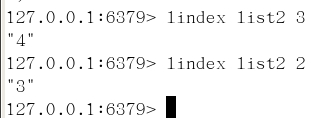 127.0.0.1:6379> lindex list2 3
"4"
127.0.0.1:6379> lindex list2 2
"3"
127.0.0.1:6379>